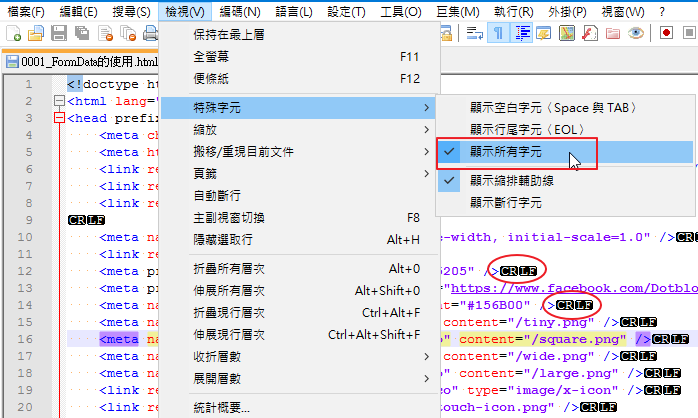 檔案(F) 編輯(E) 搜尋(S) 檢視(V) 編碼(N) 語言(L) 設定(T) 工具(O) 巨集(M) 執行(R) 外掛(P) 視窗(W) ?
0001_FormData的使用.html
保持在最上層
全螢幕 F11
便條紙 F12
特殊字元
縮放
搬移/重現目前文件
頁籤
自動斷行
主副視窗切換 F8
隱藏選取行 Alt+H
折疊所有層次 Alt+0
伸展所有層次 Alt+Shift+0
折疊現行層次 Ctrl+Alt+F
伸展現行層次 Ctrl+Alt+Shift+F
收折層數
展開層數
統計概要...
顯示空白字元（Space 與 TAB）
顯示行尾字元（EOL）
顯示所有字元
顯示縮排輔助線
顯示斷行字元
1 <!doctype h
2 <html lang="
3 <head prefix
4 <meta ch
5 <meta ht
6 <link re
7 <link re
8 <link re
9 CRLF
10 <meta na e-width, initial-scale=1.0" />CRLF
11 <link re
12 <meta pr 5205" />CRLF
13 <meta pr ="https://www.facebook.com/Dotblo
14 <meta na t="#156B00" />CRLF
15 <meta na content="/tiny.png" />CRLF
16 <meta na content="/square.png" />CRLF
17 <meta na content="/wide.png" />CRLF
18 <meta na content="/large.png" />CRLF
19 <link re co" type="image/x-icon" />CRLF
20 <link re touch-icon.png" />CRLF